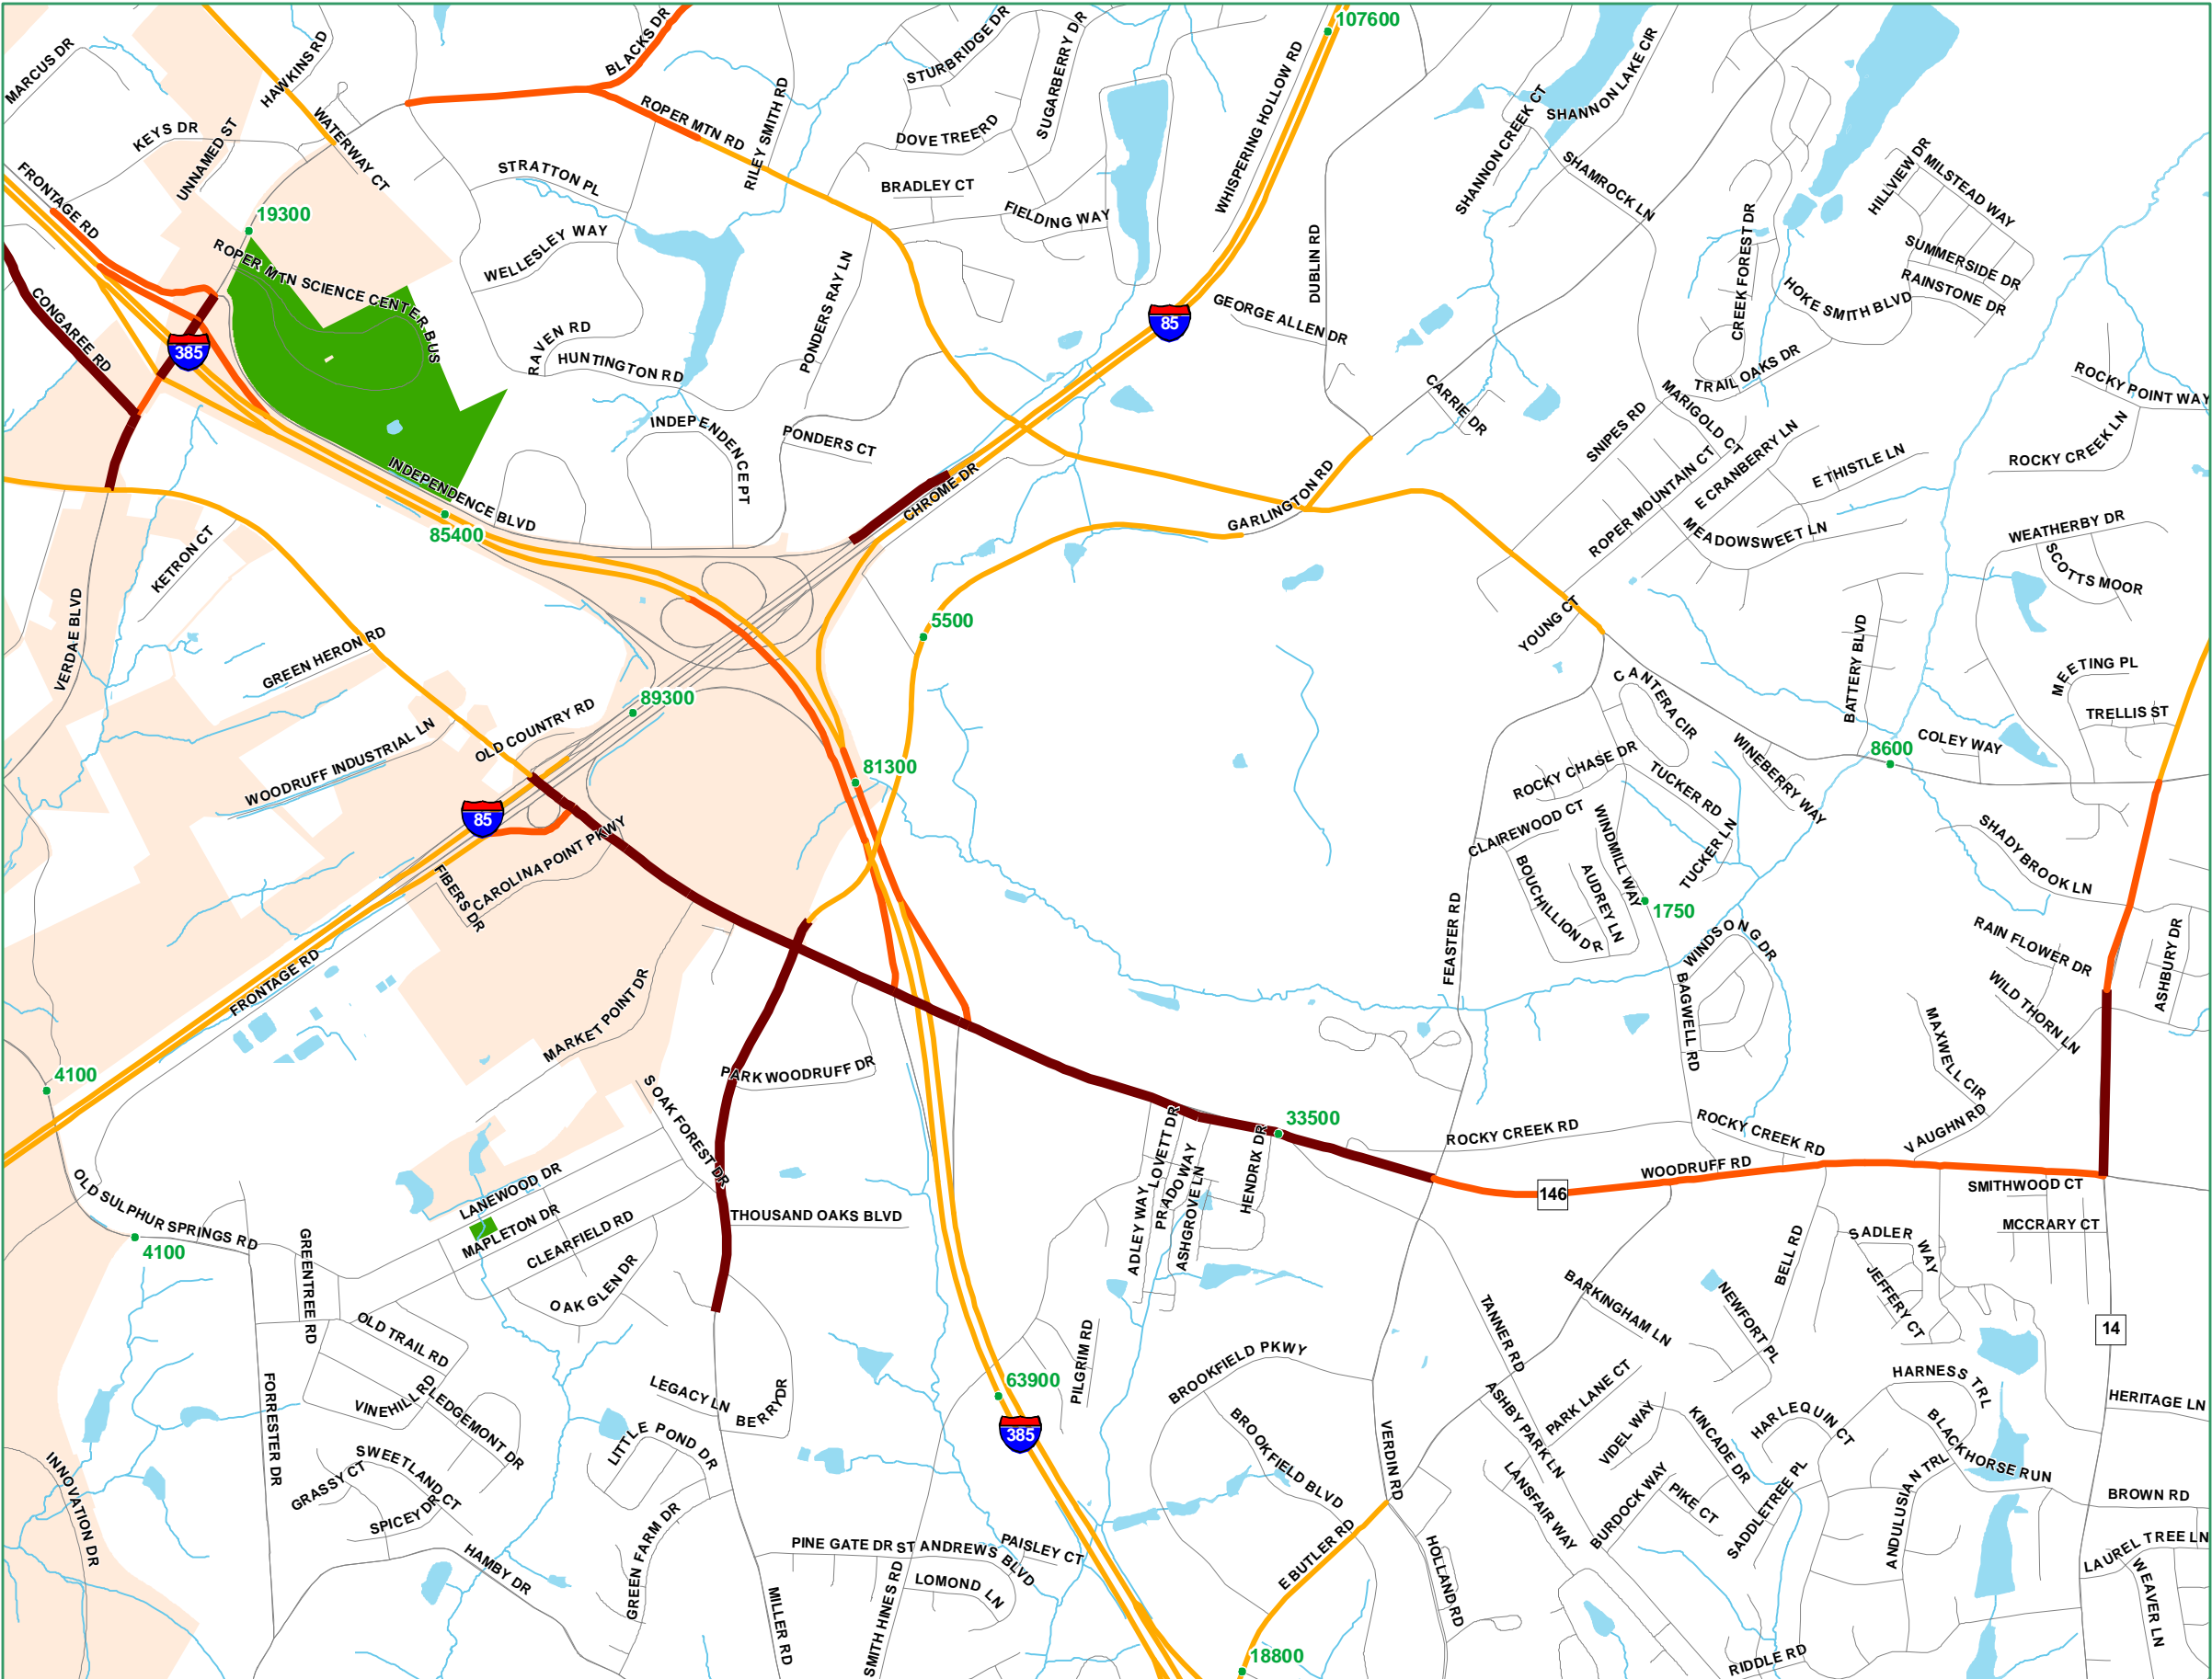 107600
MARCUS DR
HAWKINS RD
BLACKS DR
STURBRIDGE DR
SUGARBERRY DR
WHISPERING HOLLOW RD
SHANNON LAKE CIR
SHANNON CREEK CT
KEYS DR
UNNAMED ST
WATERWAY CT
ROPER MTN RD
RILEY SMITH RD
DOVE TREERD
SHAMROCK LN
HILLVIEW DR
MILSTEAD WAY
FRONTAGE RD
STRATTON PL
BRADLEY CT
FIELDING WAY
19300
ROPER MTN SCIENCE CENTER BUS
WELLESLEY WAY
PONDERS RAY LN
DUBLIN RD
CREEK FOREST DR
SUMMERSIDE DR
RAINSTONE DR
HOKE SMITH BLVD
CONGAREE RD
385
RAVEN RD
HUNTINGTON RD
85
GEORGE ALLEN DR
TRAIL OAKS DR
ROCKY POINT WAY
CARRIE DR
SNIPES RD
MARIGOLD CT
INDEPENDENCE PT
PONDERS CT
ROCKY CREEK LN
INDEPENDENCE BLVD
CHROME DR
GARLINGTON RD
ROPER MOUNTAIN CT
E CRANBERRY LN
E THISTLE LN
MEADOWSWEET LN
WEATHERBY DR
SCOTTS MOOR
85400
KETRON CT
VERDAE BLVD
GREEN HERON RD
5500
YOUNG CT
BATTERY BLVD
MEETING PL
TRELLIS ST
89300
OLD COUNTRY RD
WOODRUFF INDUSTRIAL LN
CANTERA CIR
WINEBERRY WAY
8600
COLEY WAY
81300
ROCKY CHASE DR
TUCKER RD
TUCKER LN
85
CAROLINA POINT PKWY
FIBERS DR
CLAIREWOOD CT
WINDMILL WAY
BOUCHILLION DR
AUDREY LN
1750
SHADY BROOK LN
FRONTAGE RD
MARKET POINT DR
FEASTER RD
WINDSONG DR
BAGWELL RD
RAIN FLOWER DR
WILD THORN LN
ASHBURY DR
MAXWELL CIR
4100
PARK WOODRUFF DR
S OAK FOREST DR
33500
LOVETT DR
PRADO WAY
ADLEY WAY
ASHGROVE LN
HENDRIX DR
ROCKY CREEK RD
ROCKY CREEK RD
VAUGHN RD
WOODRUFF RD
146
SMITHWOOD CT
MCCRARY CT
OLD SULPHUR SPRINGS RD
4100
LANEWOOD DR
MAPLETON DR
CLEARFIELD RD
OAK GLEN DR
THOUSAND OAKS BLVD
GREENTREE RD
BELL RD
SADLER WAY
JEFFERY CT
14
OLD TRAIL RD
PILGRIM RD
BARKINGHAM LN
NEWFORT PL
TANNER RD
FORRESTER DR
VINEHILL RD
LEDGEMONT DR
LEGACY LN
BERRY DR
63900
385
BROOKFIELD PKWY
BROOKFIELD BLVD
ASHBY PARK LN
PARK LANE CT
VIDEL WAY
KINCADE DR
HARLEQUIN CT
HARNESS TRL
HERITAGE LN
BLACKHORSE RUN
SWEETLAND CT
GRASSY CT
SPICEY DR
LITTLE POND DR
VERDIN RD
LANSFAIR WAY
BURDOCK WAY
PIKE CT
SADDLETREE PL
ANDULUSIAN TRL
BROWN RD
INNOVATION DR
HAMBY DR
GREEN FARM DR
PINE GATE DR
ST ANDREWS BLVD
PAISLEY CT
LOMOND LN
SMITH HINES RD
MILLER RD
E BUTLER RD
HOLLAND RD
LAUREL TREE LN
WEAVER LN
18800
RIDDLE RD